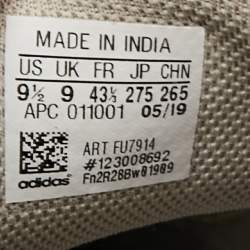 MADE IN INDIA
US UK FR JP CHN
9½ 9 43⅓ 275 265
APC 011001 05/19
ART FU7914
#123008692
adidas Fn2R28Bw01909